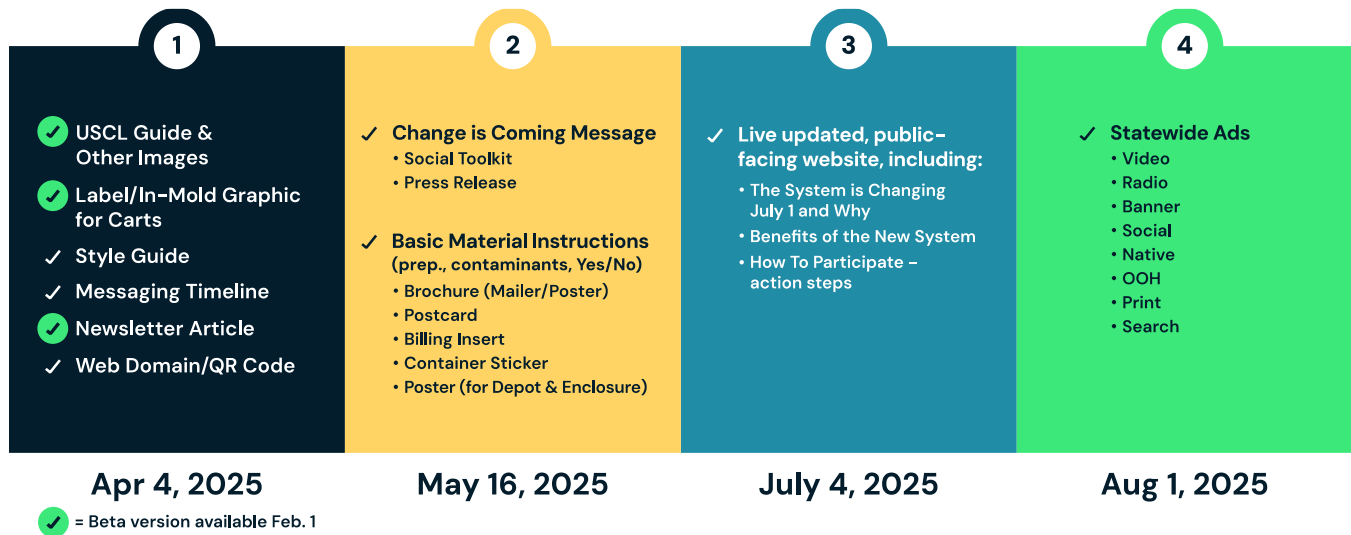 1
USCL Guide &
Other Images
Label/In-Mold Graphic
for Carts
Style Guide
Messaging Timeline
Newsletter Article
Web Domain/QR Code
Apr 4, 2025
= Beta version available Feb. 1
2
Change is Coming Message
• Social Toolkit
• Press Release
Basic Material Instructions
(prep., contaminants, Yes/No)
• Brochure (Mailer/Poster)
• Postcard
• Billing Insert
• Container Sticker
• Poster (for Depot & Enclosure)
May 16, 2025
3
Live updated, public-
facing website, including:
• The System is Changing
July 1 and Why
• Benefits of the New System
• How To Participate –
action steps
July 4, 2025
4
Statewide Ads
• Video
• Radio
• Banner
• Social
• Native
• OOH
• Print
• Search
Aug 1, 2025